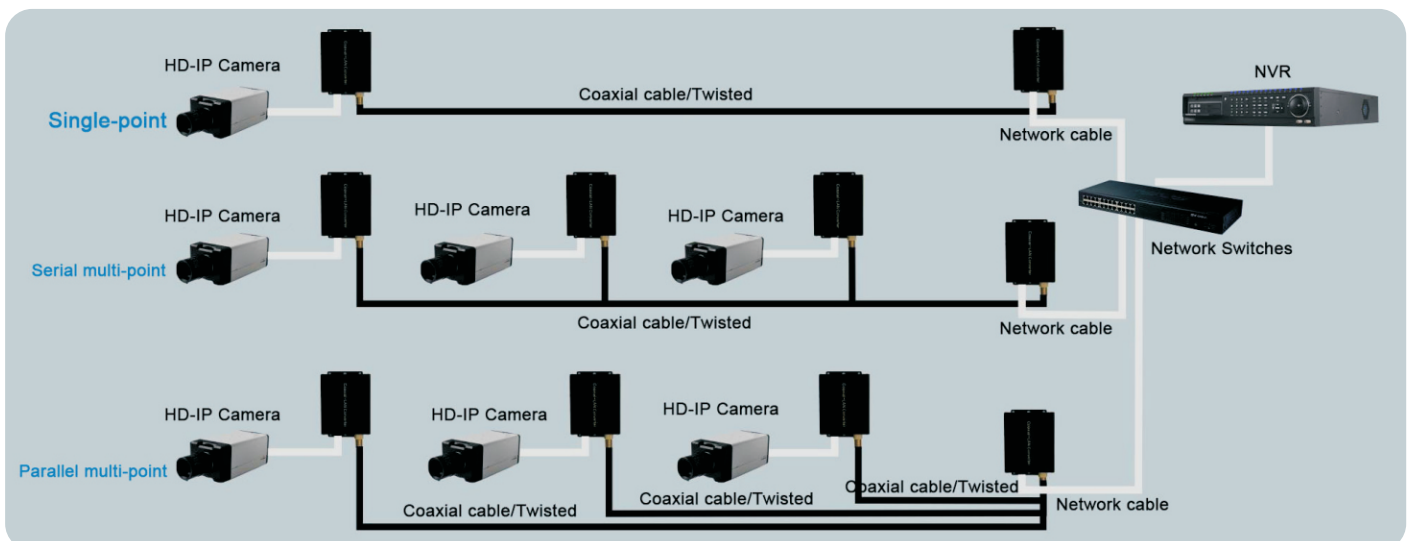 HD-IP Camera
Single-point
Coaxial cable/Twisted
Network cable
NVR
Network Switches
HD-IP Camera
HD-IP Camera
HD-IP Camera
Serial multi-point
Coaxial cable/Twisted
Network cable
HD-IP Camera
HD-IP Camera
HD-IP Camera
Parallel multi-point
Coaxial cable/Twisted
Coaxial cable/Twisted
Coaxial cable/Twisted
Network cable